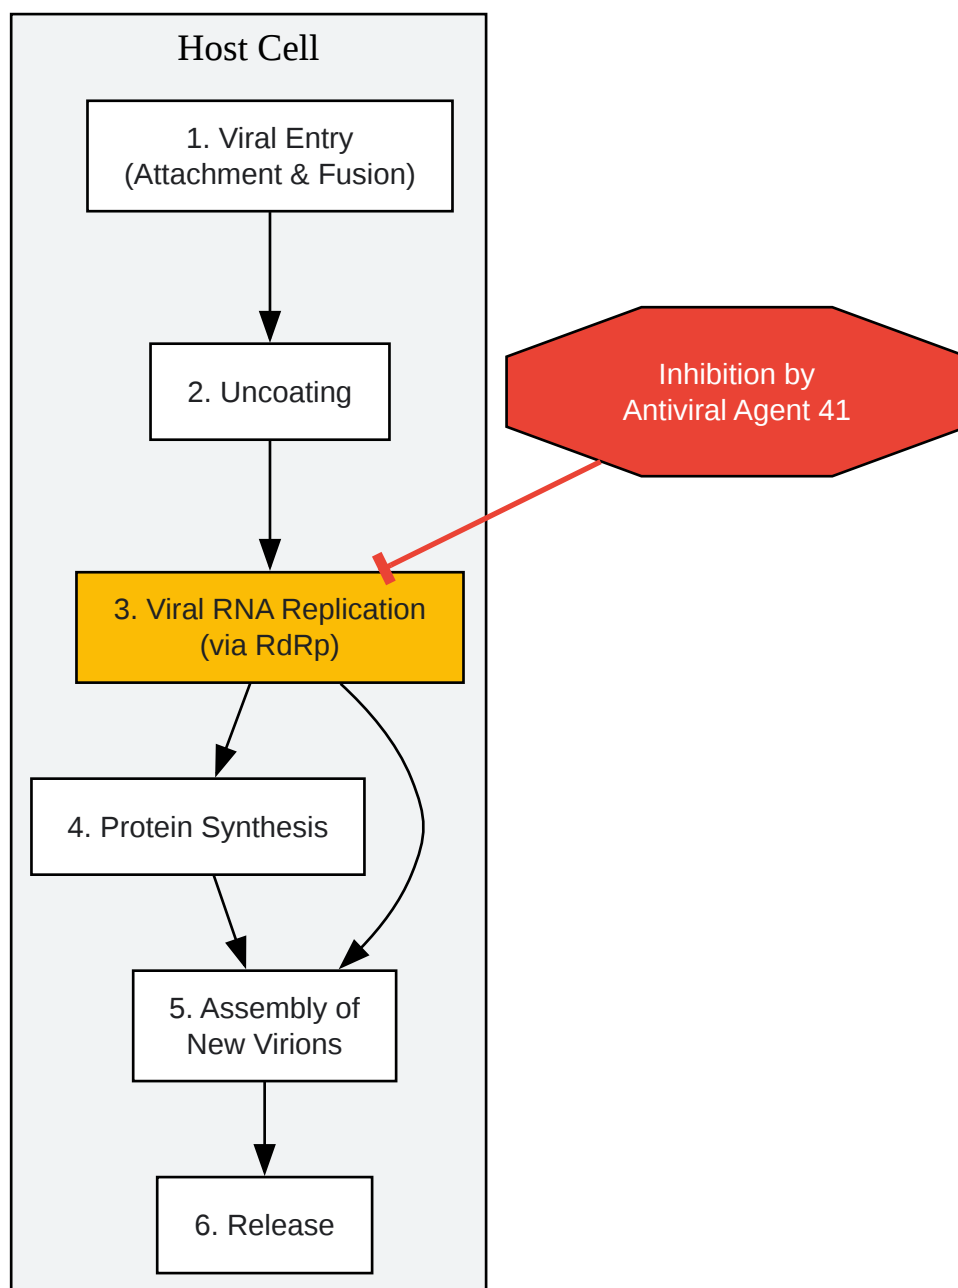 Host Cell
1. Viral Entry
(Attachment & Fusion)
2. Uncoating
Inhibition by
Antiviral Agent 41
3. Viral RNA Replication
(via RdRp)
4. Protein Synthesis
5. Assembly of
New Virions
6. Release